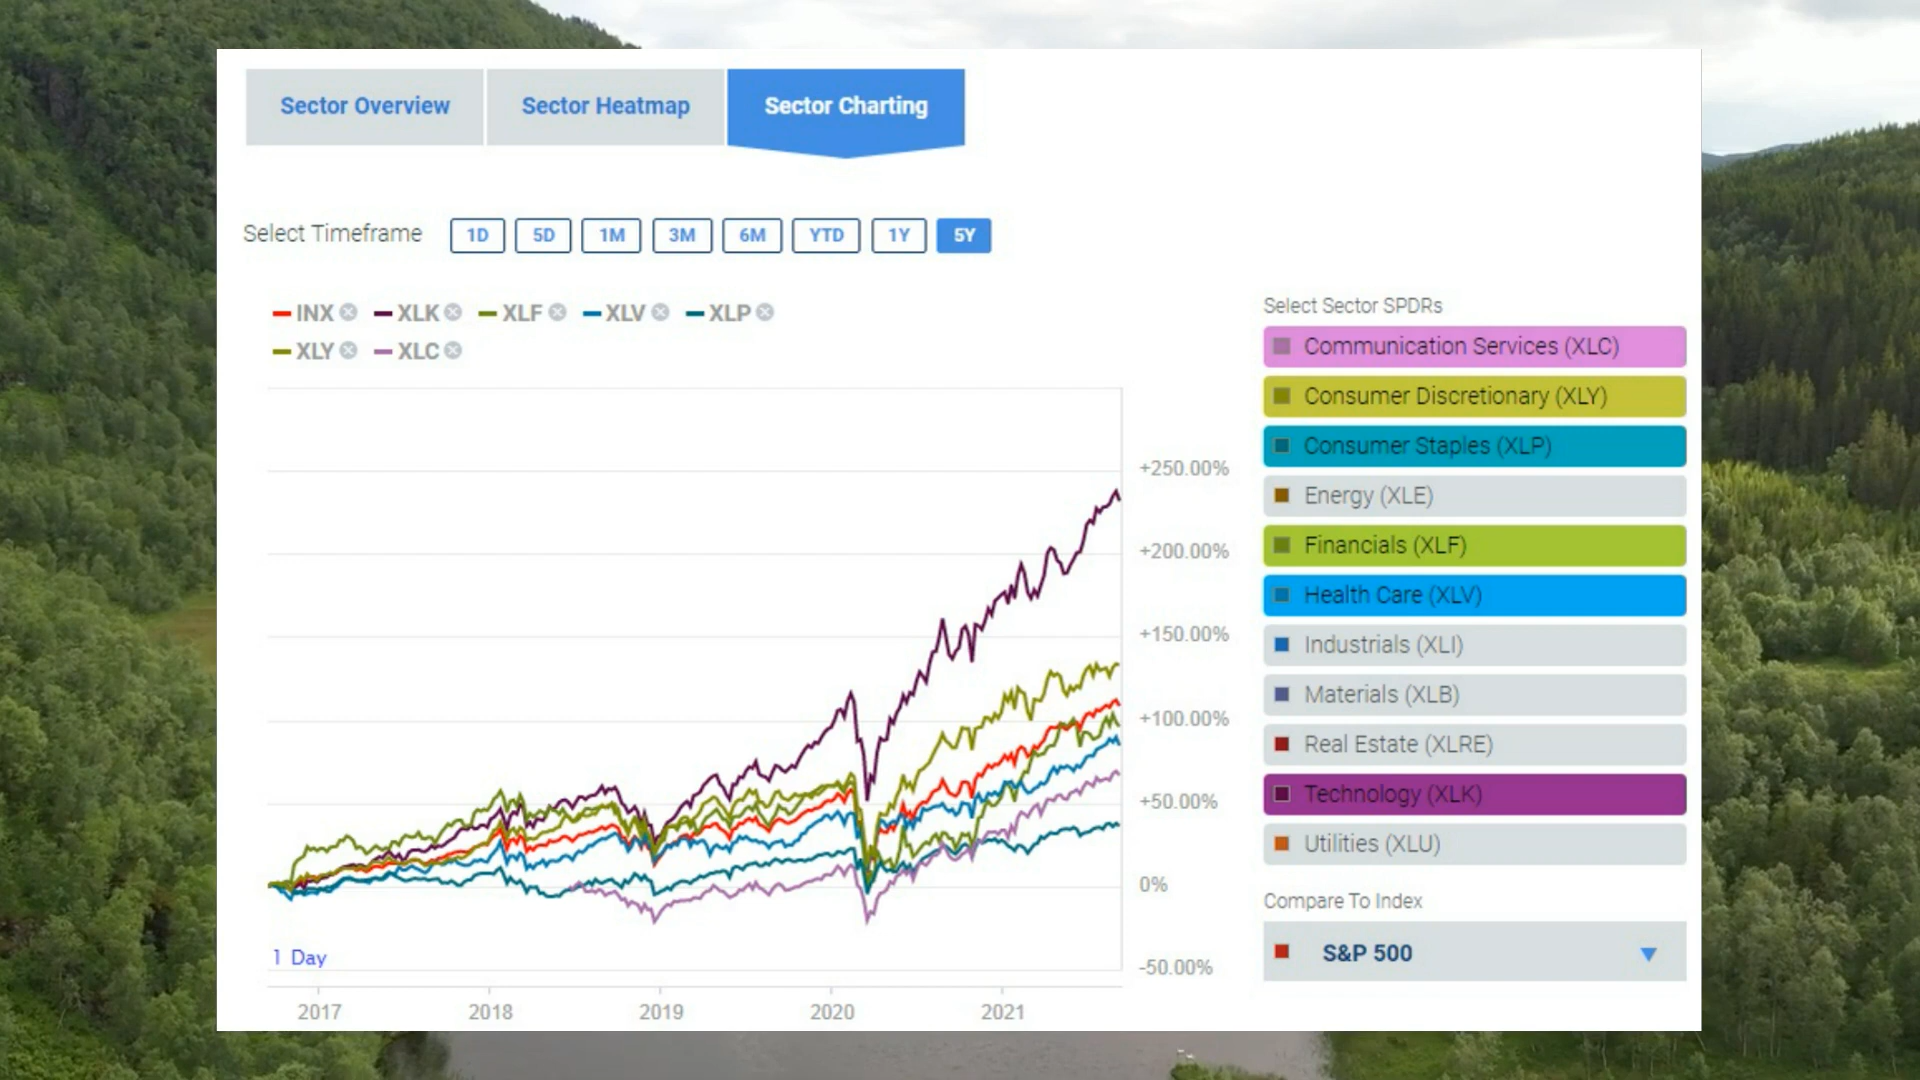 Sector Overview
Sector Heatmap
Sector Charting
Select Timeframe
1D
5D
1M
3M
6M
YTD
1Y
5Y
INX
XLK
XLF
XLV
XLP
XLY
XLC
+250.00%
+200.00%
+150.00%
+100.00%
+50.00%
0%
-50.00%
1 Day
2017
2018
2019
2020
2021
Select Sector SPDRs
Communication Services (XLC)
Consumer Discretionary (XLY)
Consumer Staples (XLP)
Energy (XLE)
Financials (XLF)
Health Care (XLV)
Industrials (XLI)
Materials (XLB)
Real Estate (XLRE)
Technology (XLK)
Utilities (XLU)
Compare To Index
S&P 500